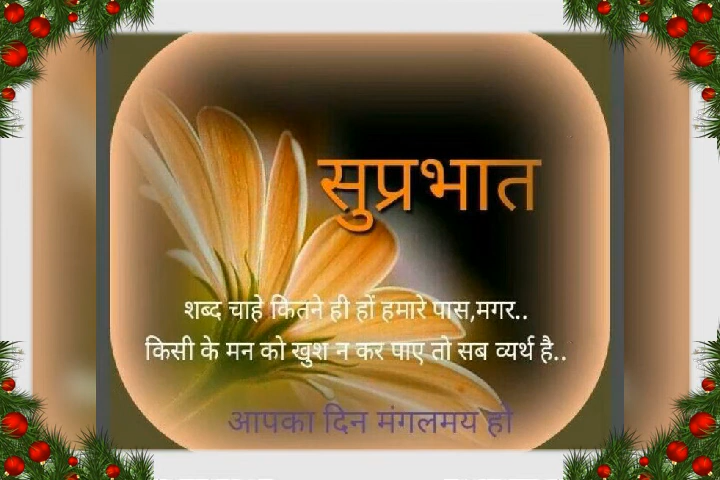 सुप्रभात
शब्द चाहे कितने ही हों हमारे पास,मगर..
किसी के मन को खुश न कर पाए तो सब व्यर्थ है..
आपका दिन मंगलमय हो